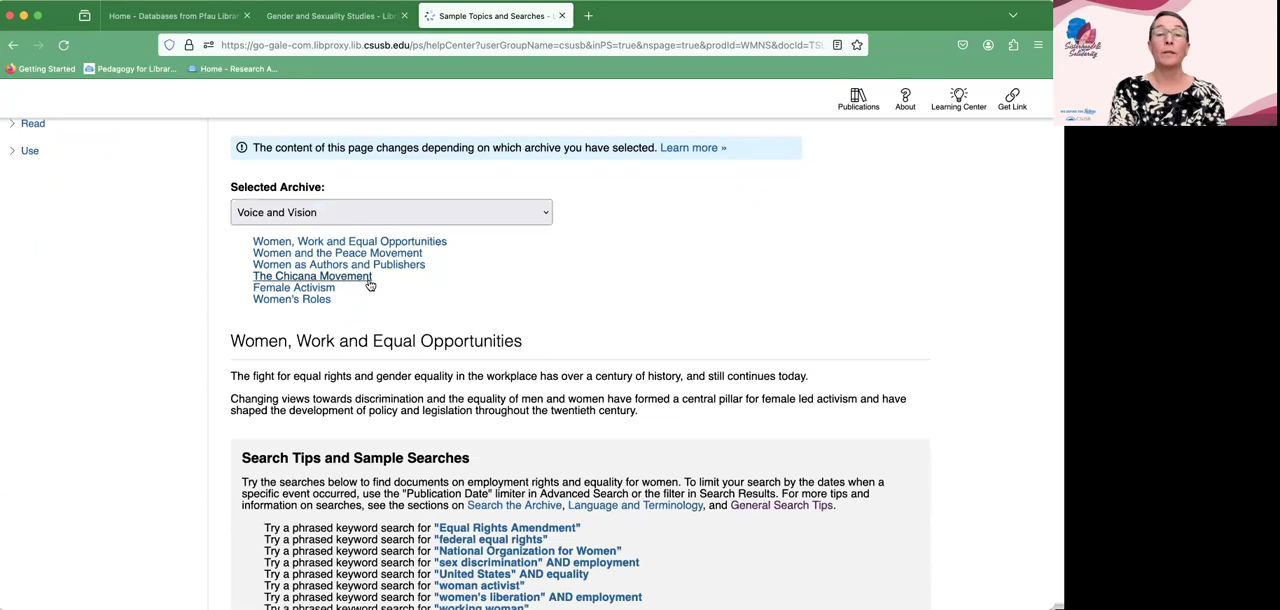 Home - Databases from Pfau Librar
Gender and Sexuality Studies - Lib
Sample Topics and Searches - L
https://go-gale-com.libproxy.lib.csusb.edu/ps/helpCenter?userGroupName=csusb&inPS=true&nspage=true&prodId=WMNS&docId=TSL
Getting Started
Pedagogy for Librar...
Home - Research A...
Sisterhood & Solidarity
CSUSB
Publications
About
Learning Center
Get Link
Read
Use
The content of this page changes depending on which archive you have selected. Learn more »
Selected Archive:
Voice and Vision
Women, Work and Equal Opportunities
Women and the Peace Movement
Women as Authors and Publishers
The Chicana Movement
Female Activism
Women's Roles
Women, Work and Equal Opportunities
The fight for equal rights and gender equality in the workplace has over a century of history, and still continues today.
Changing views towards discrimination and the equality of men and women have formed a central pillar for female led activism and have
shaped the development of policy and legislation throughout the twentieth century.
Search Tips and Sample Searches
Try the searches below to find documents on employment rights and equality for women. To limit your search by the dates when a
specific event occurred, use the "Publication Date" limiter in Advanced Search or the filter in Search Results. For more tips and
information on searches, see the sections on Search the Archive, Language and Terminology, and General Search Tips.
Try a phrased keyword search for "Equal Rights Amendment"
Try a phrased keyword search for "federal equal rights"
Try a phrased keyword search for "National Organization for Women"
Try a phrased keyword search for "sex discrimination" AND employment
Try a phrased keyword search for "United States" AND equality
Try a phrased keyword search for "woman activist"
Try a phrased keyword search for "women's liberation" AND employment
Try a phrased keyword search for "working woman"